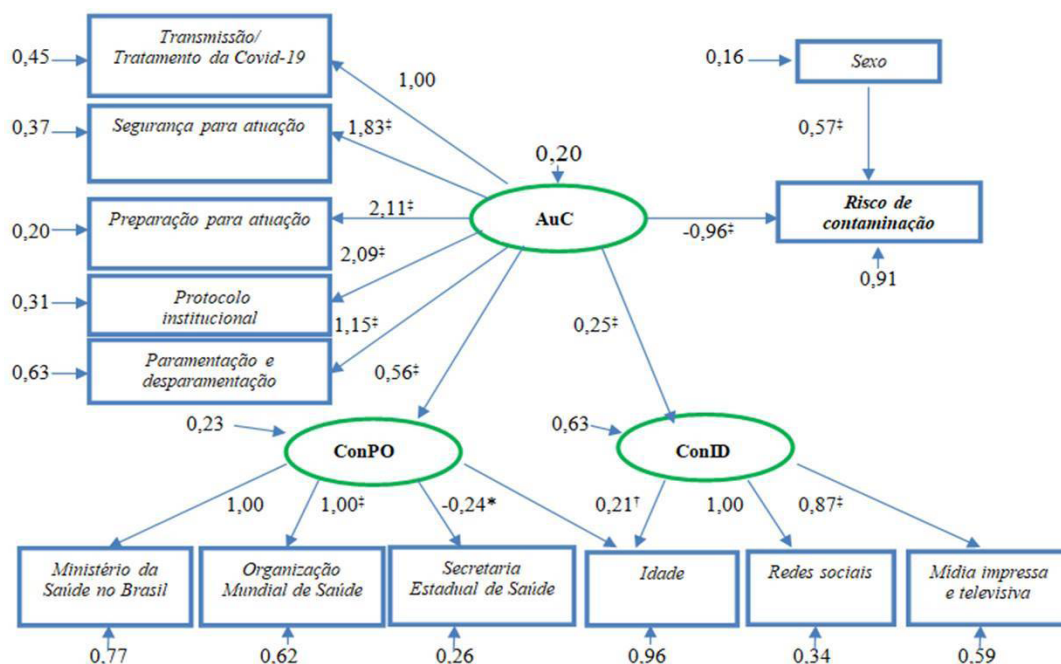 Transmissão/
Tratamento da Covid-19
0,45
1,00
0,16
Sexo
Segurança para atuação
0,37
1,83‡
0,57‡
0,20
Preparação para atuação
0,20
2,11‡
AuC
-0,96‡
Risco de
contaminação
0,91
2,09‡
Protocolo
institucional
0,31
1,15‡
Paramentação e
desparamentação
0,63
0,56‡
0,25‡
0,23
ConPO
0,63
ConID
1,00
1,00‡
-0,24*
0,21†
1,00
0,87‡
Ministério da
Saúde no Brasil
Organização
Mundial de Saúde
Secretaria
Estadual de Saúde
Idade
Redes sociais
Mídia impressa
e televisiva
0,77
0,62
0,26
0,96
0,34
0,59